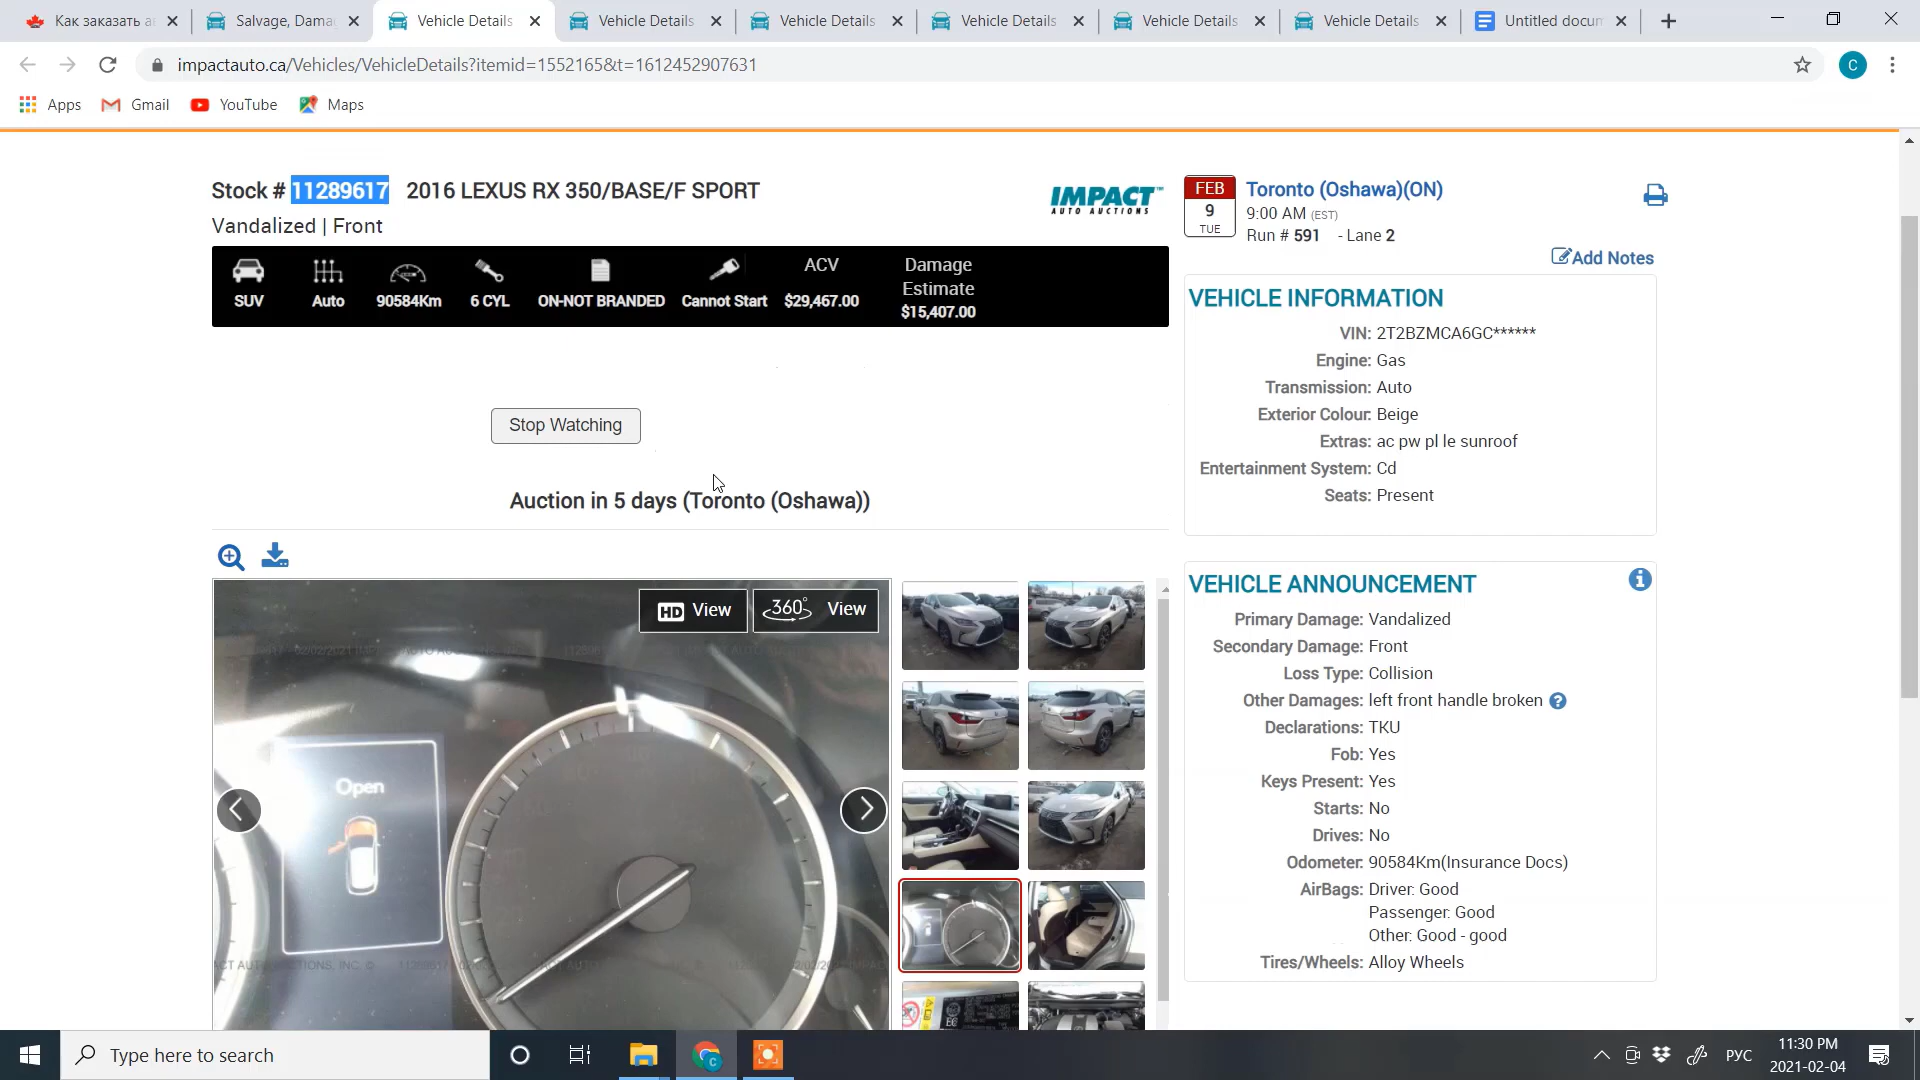 Как заказать а
Salvage, Dama
Vehicle Details
Vehicle Details
Vehicle Details
Vehicle Details
Vehicle Details
Vehicle Details
Untitled docum
impactauto.ca/Vehicles/VehicleDetails?itemid=1552165&t=1612452907631
C
Apps
Gmail
YouTube
Maps
Stock # 11289617 2016 LEXUS RX 350/BASE/F SPORT
Vandalized | Front
IMPACT
AUTO AUCTIONS
SUV
Auto
90584Km
6 CYL
ON-NOT BRANDED
Cannot Start
ACV
$29,467.00
Damage
Estimate
$15,407.00
Stop Watching
Auction in 5 days (Toronto (Oshawa))
HD View
360° View
Open
FEB
9
TUE
Toronto (Oshawa)(ON)
9:00 AM (EST)
Run # 591 - Lane 2
Add Notes
VEHICLE INFORMATION
VIN: 2T2BZMCA6GC******
Engine: Gas
Transmission: Auto
Exterior Colour: Beige
Extras: ac pw pl le sunroof
Entertainment System: Cd
Seats: Present
VEHICLE ANNOUNCEMENT
Primary Damage: Vandalized
Secondary Damage: Front
Loss Type: Collision
Other Damages: left front handle broken
Declarations: TKU
Fob: Yes
Keys Present: Yes
Starts: No
Drives: No
Odometer: 90584Km(Insurance Docs)
AirBags: Driver: Good
Passenger: Good
Other: Good - good
Tires/Wheels: Alloy Wheels
Type here to search
РУС
11:30 PM
2021-02-04